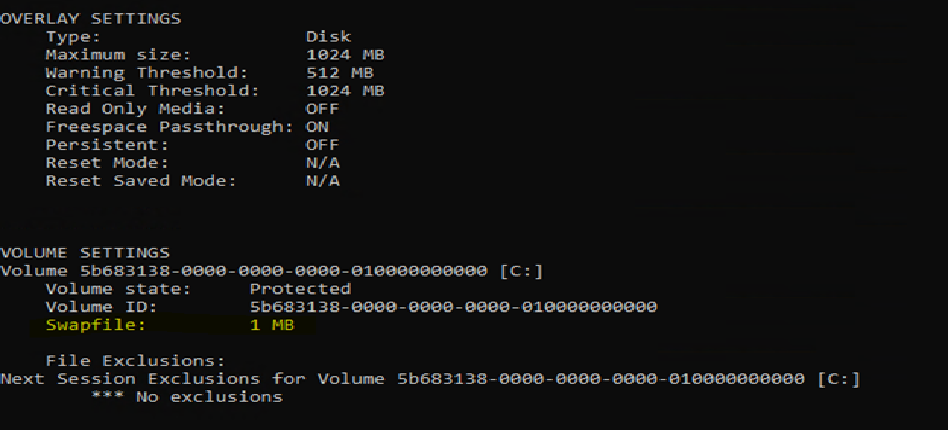 OVERLAY SETTINGS
Type: Disk
Maximum size: 1024 MB
Warning Threshold: 512 MB
Critical Threshold: 1024 MB
Read Only Media: OFF
Freespace Passthrough: ON
Persistent: OFF
Reset Mode: N/A
Reset Saved Mode: N/A
VOLUME SETTINGS
Volume 5b683138-0000-0000-0000-010000000000 [C:]
Volume state: Protected
Volume ID: 5b683138-0000-0000-0000-010000000000
Swapfile: 1 MB
File Exclusions:
Next Session Exclusions for Volume 5b683138-0000-0000-0000-010000000000 [C:]
*** No exclusions